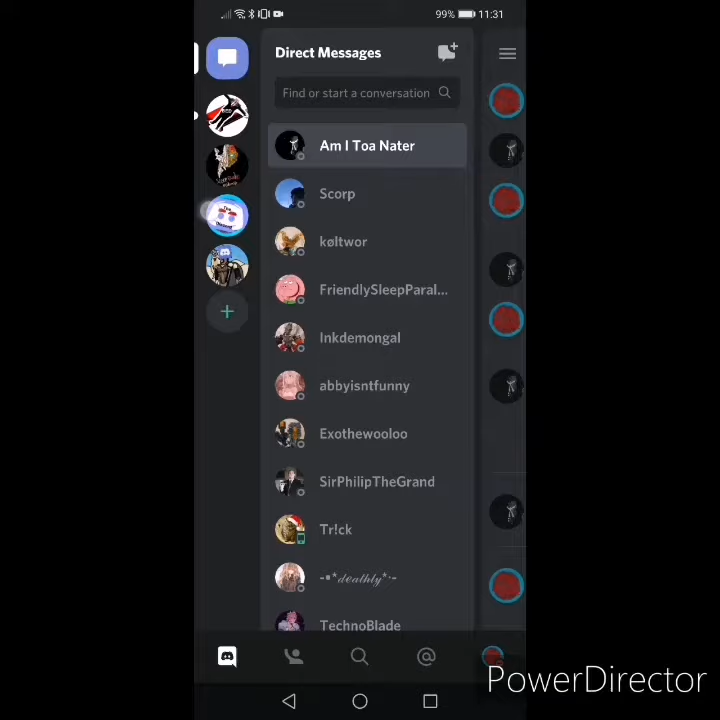 99% 11:31
Direct Messages
Find or start a conversation
Am I Toa Nater
Scorp
køltwor
FriendlySleepParal...
Inkdemongal
abbyisntfunny
Exothewooloo
SirPhilipTheGrand
Tr!ck
-▪*𝒹𝑒𝒶𝓉𝒽𝓁𝓎*·-
TechnoBlade
PowerDirector